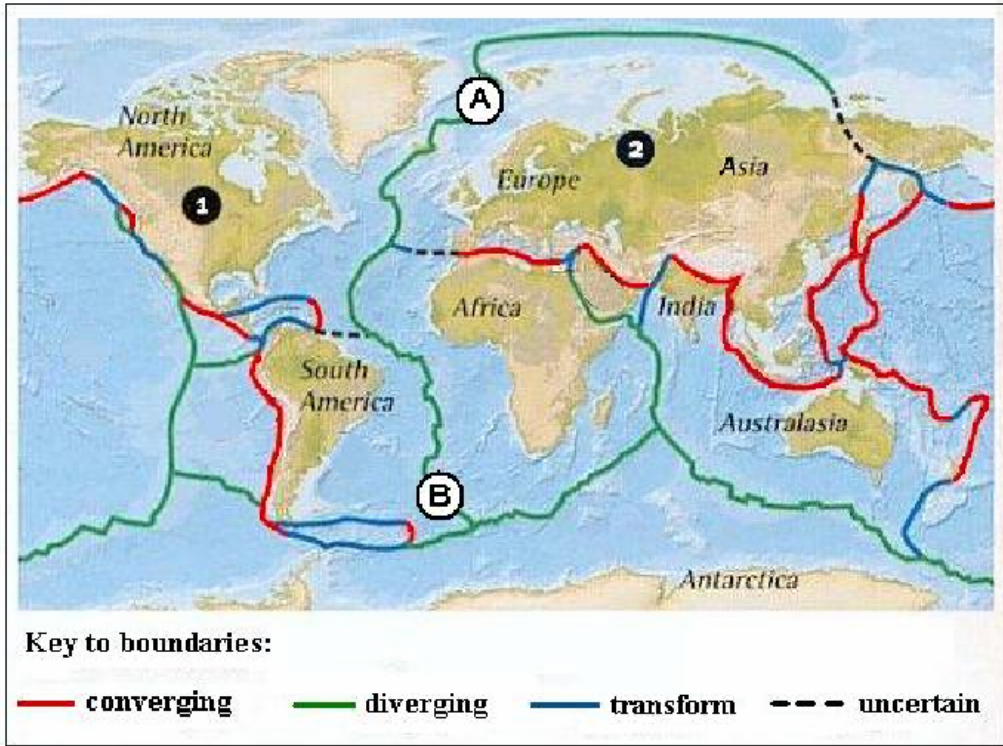 A
North
America
2
Europe
Asia
1
Africa
India
South
America
Australasia
B
Antarctica
Key to boundaries:
converging
diverging
transform
uncertain